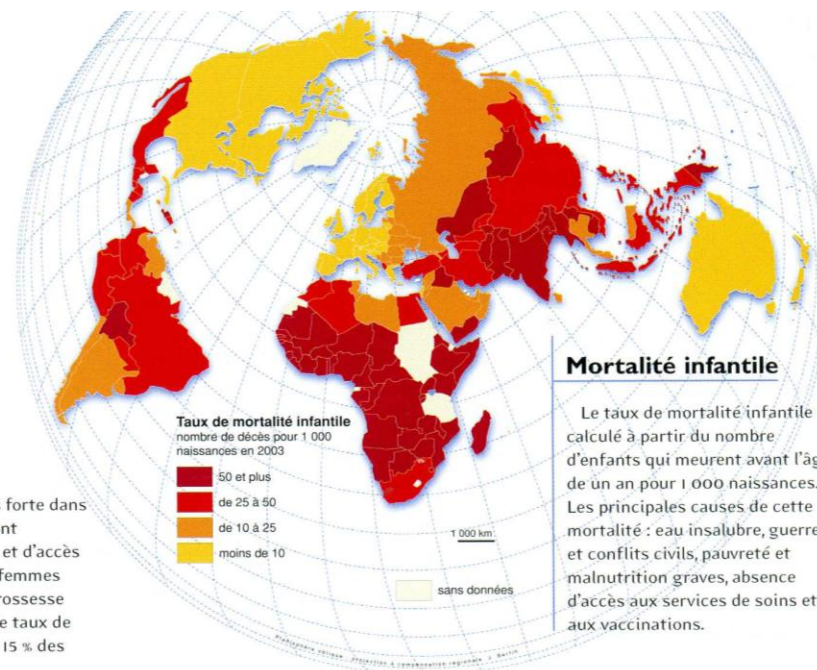 Mortalité infantile
Le taux de mortalité infantile
calculé à partir du nombre
d'enfants qui meurent avant l'âg
de un an pour 1 000 naissances.
Les principales causes de cette
mortalité : eau insalubre, guerre
et conflits civils, pauvreté et
malnutrition graves, absence
d'accès aux services de soins et
aux vaccinations.
Taux de mortalité infantile
nombre de décès pour 1 000
naissances en 2003
50 et plus
de 25 à 50
de 10 à 25
moins de 10
1 000 km
sans données
s forte dans
nt
et d'accès
femmes
rossesse
e taux de
15 % des
projection à compensation régionale J. Bertin